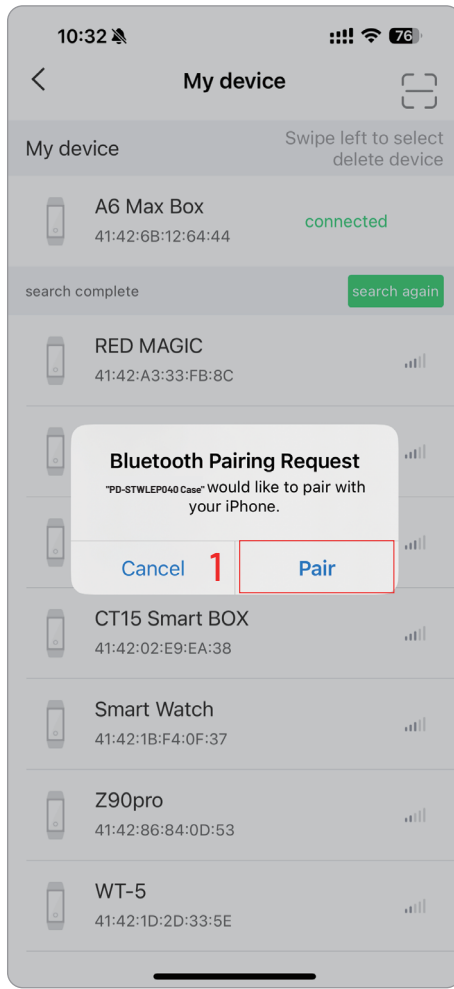 10:32
76
My device
My device
Swipe left to select
delete device
A6 Max Box
41:42:6B:12:64:44
connected
search complete
search again
RED MAGIC
41:42:A3:33:FB:8C
Bluetooth Pairing Request
"PD-STWLEP040 Case" would like to pair with
your iPhone.
Cancel
1
Pair
CT15 Smart BOX
41:42:02:E9:EA:38
Smart Watch
41:42:1B:F4:0F:37
Z90pro
41:42:86:84:0D:53
WT-5
41:42:1D:2D:33:5E